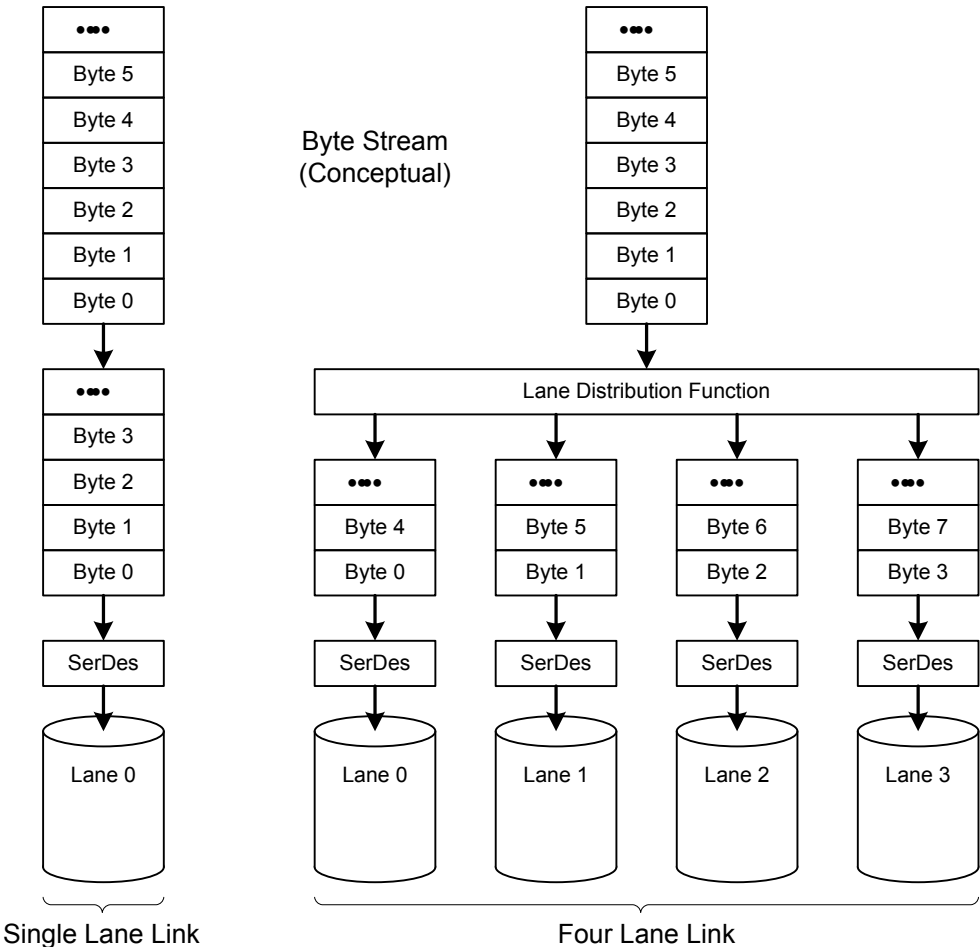 ••••
Byte 5
Byte 4
Byte 3
Byte 2
Byte 1
Byte 0
••••
Byte 3
Byte 2
Byte 1
Byte 0
SerDes
Lane 0
Single Lane Link
Byte Stream
(Conceptual)
••••
Byte 5
Byte 4
Byte 3
Byte 2
Byte 1
Byte 0
Lane Distribution Function
•••• •••• •••• ••••
Byte 4 Byte 5 Byte 6 Byte 7
Byte 0 Byte 1 Byte 2 Byte 3
SerDes SerDes SerDes SerDes
Lane 0 Lane 1 Lane 2 Lane 3
Four Lane Link